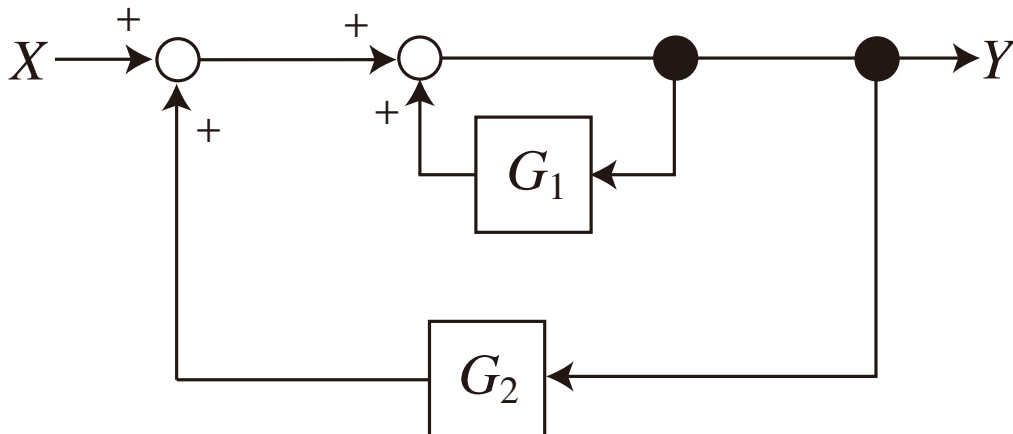 + +
X Y
+ +
G₁
G₂